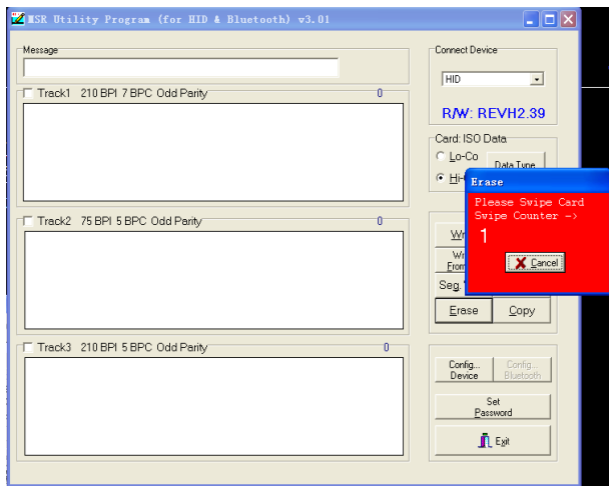 MSR Utility Program (for HID & Bluetooth) v3.01
Message
Connect Device
HID
R/W: REVH2.39
Track1 210 BPI 7 BPC Odd Parity 0
Card: ISO Data
Lo-Co
Data Type
Erase
Please Swipe Card
Swipe Counter ->
1
Cancel
Track2 75 BPI 5 BPC Odd Parity 0
Seg.
Erase
Copy
Track3 210 BPI 5 BPC Odd Parity 0
Config...
Device
Config...
Bluetooth
Set
Password
Exit